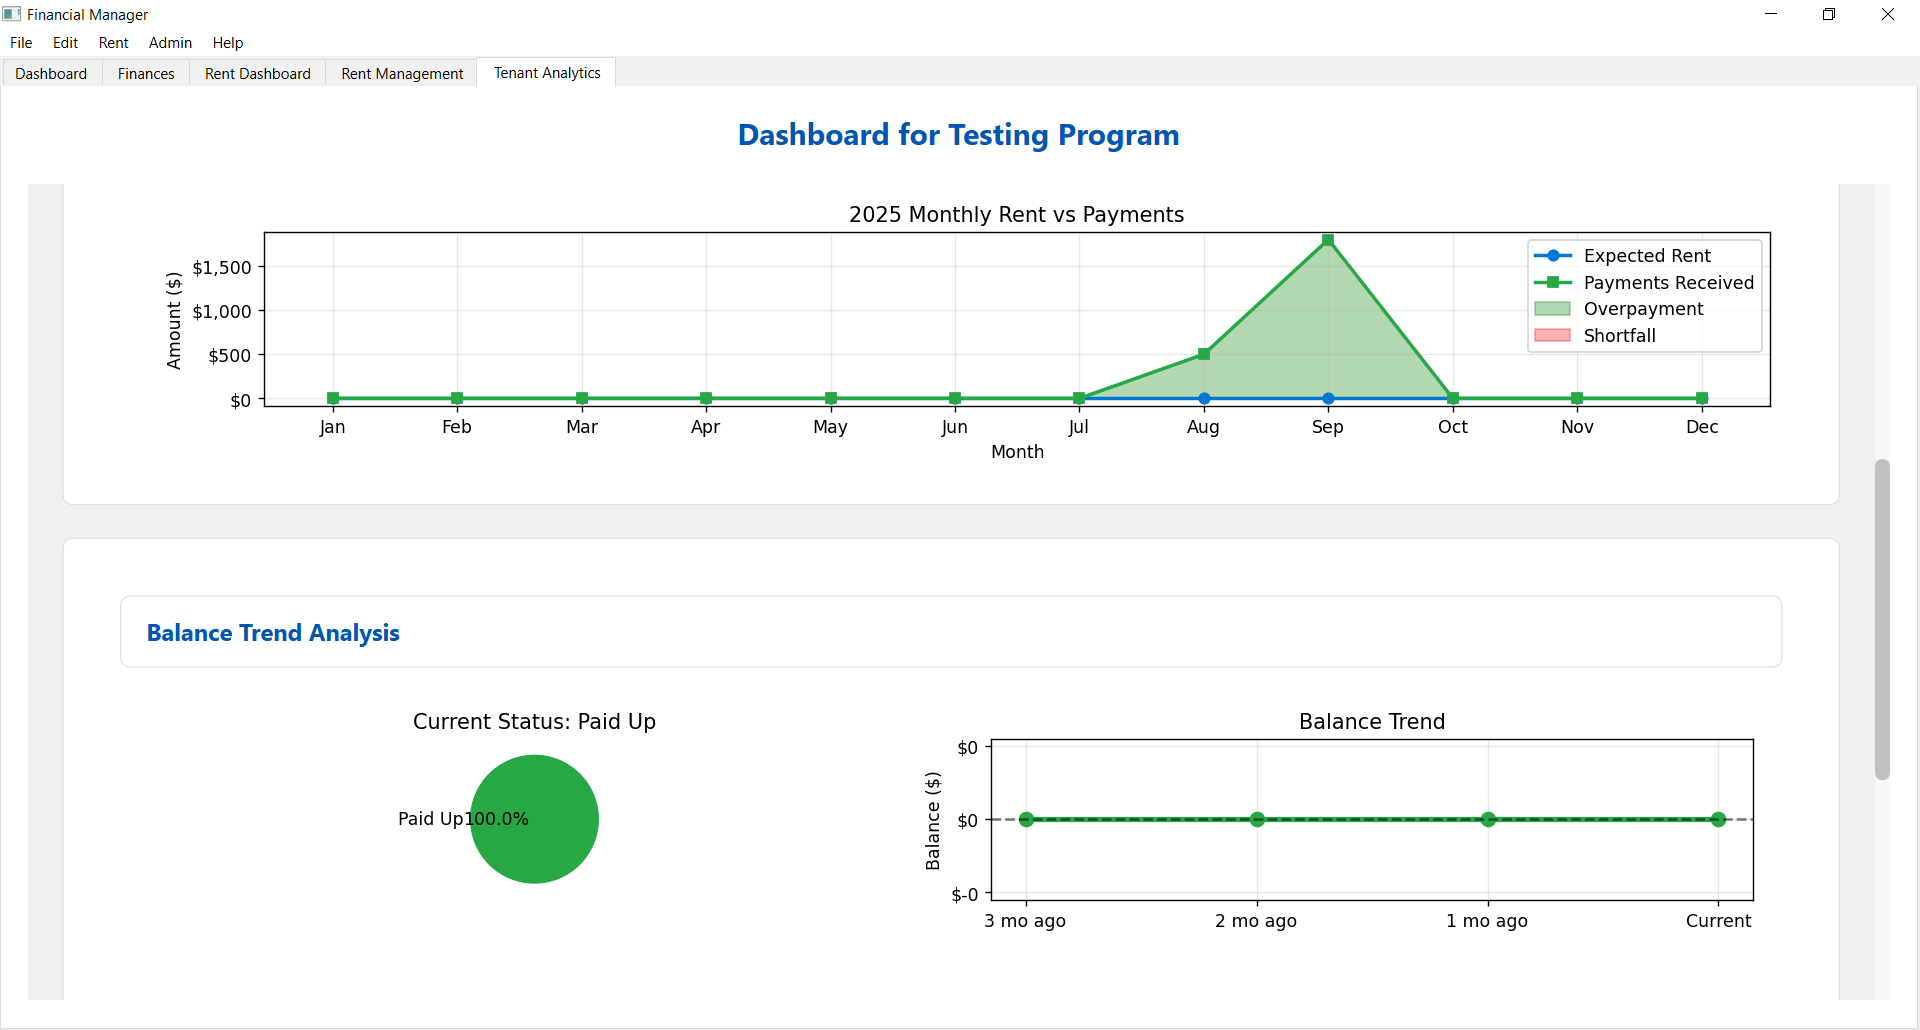 Financial Manager
File Edit Rent Admin Help
Dashboard Finances Rent Dashboard Rent Management Tenant Analytics
Dashboard for Testing Program
2025 Monthly Rent vs Payments
Amount ($)
$1,500
$1,000
$500
$0
Expected Rent
Payments Received
Overpayment
Shortfall
Jan Feb Mar Apr May Jun Jul Aug Sep Oct Nov Dec
Month
Balance Trend Analysis
Current Status: Paid Up
Paid Up 100.0%
Balance Trend
Balance ($)
$0
$0
$-0
3 mo ago 2 mo ago 1 mo ago Current